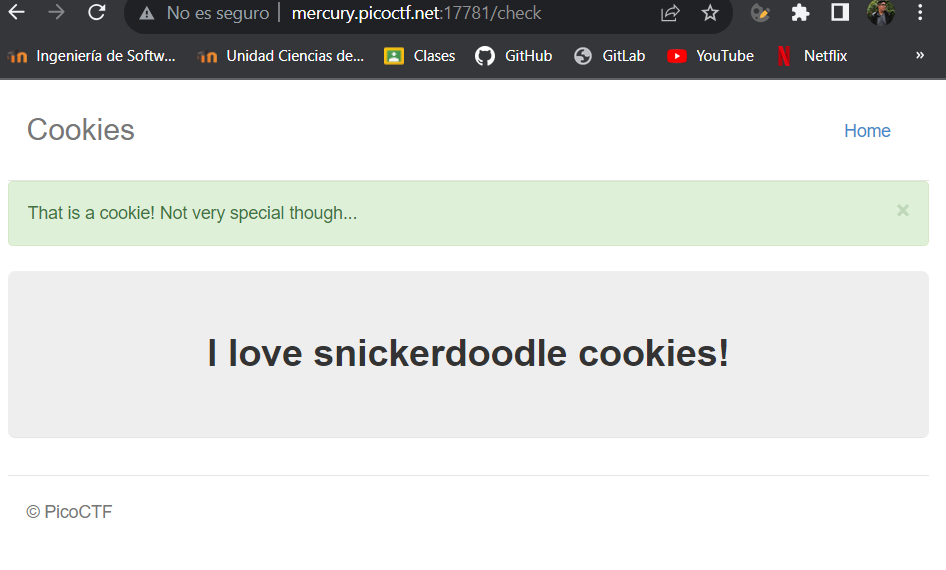 No es seguro | mercury.picoctf.net:17781/check
Ingeniería de Softw... Unidad Ciencias de... Clases GitHub GitLab YouTube Netflix »
Cookies Home
That is a cookie! Not very special though... ×
I love snickerdoodle cookies!
© PicoCTF